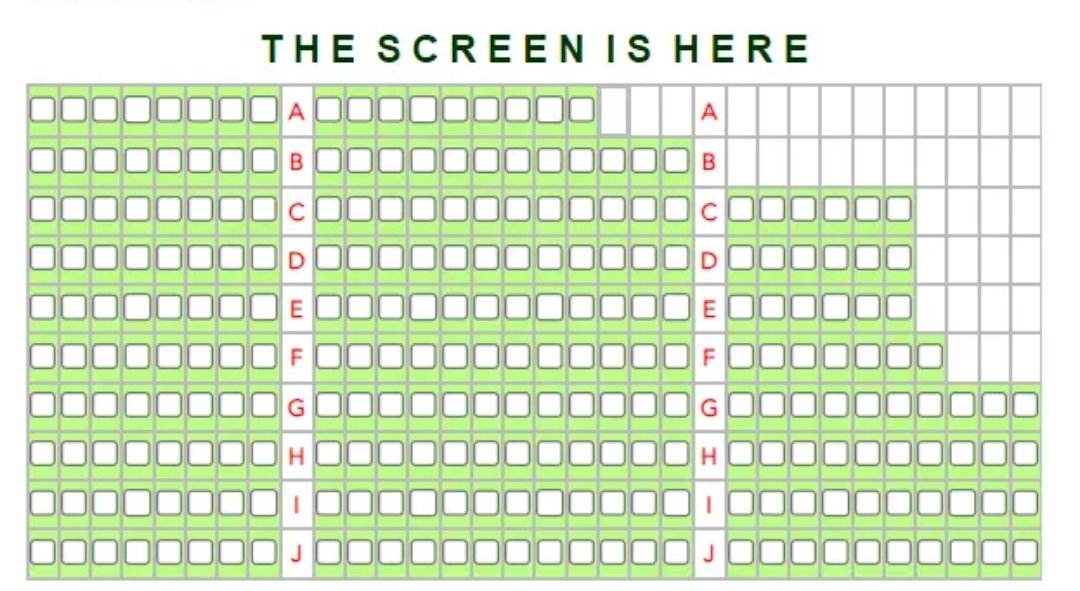 THE SCREEN IS HERE
A A
B B
C C
D D
E E
F F
G G
H H
I I
J J